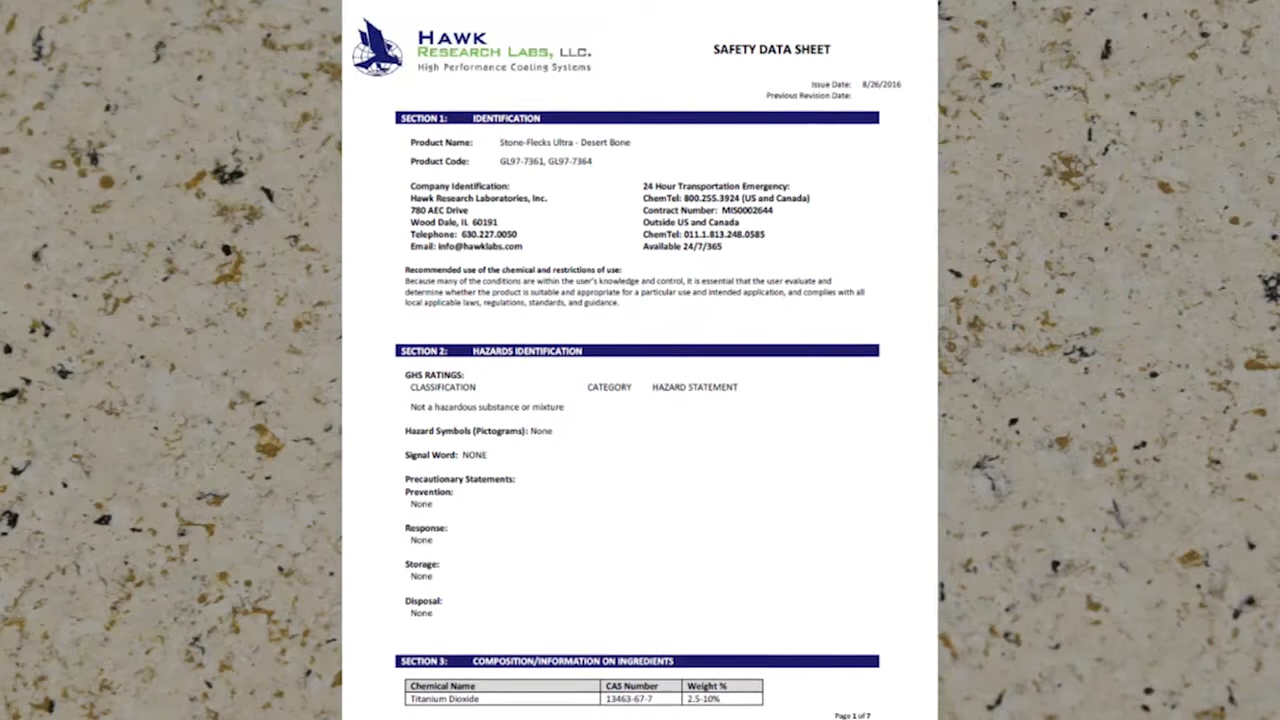 HAWK
RESEARCH LABS, LLC.
High Performance Coating Systems
SAFETY DATA SHEET
Issue Date: 8/26/2016
Previous Revision Date:
SECTION 1: IDENTIFICATION
Product Name: Stone-Flecks Ultra - Desert Bone
Product Code: GL97-7361, GL97-7364
Company Identification:
Hawk Research Laboratories, Inc.
780 AEC Drive
Wood Dale, IL 60191
Telephone: 630.227.0050
Email: info@hawklabs.com
24 Hour Transportation Emergency:
ChemTel: 800.255.3924 (US and Canada)
Contract Number: MIS0002644
Outside US and Canada
ChemTel: 011.1.813.248.0585
Available 24/7/365
Recommended use of the chemical and restrictions of use:
Because many of the conditions are within the user's knowledge and control, it is essential that the user evaluate and
determine whether the product is suitable and appropriate for a particular use and intended application, and complies with all
local applicable laws, regulations, standards, and guidance.
SECTION 2: HAZARDS IDENTIFICATION
GHS RATINGS:
CLASSIFICATION CATEGORY HAZARD STATEMENT
Not a hazardous substance or mixture
Hazard Symbols (Pictograms): None
Signal Word: NONE
Precautionary Statements:
Prevention:
None
Response:
None
Storage:
None
Disposal:
None
SECTION 3: COMPOSITION/INFORMATION ON INGREDIENTS
Chemical Name CAS Number Weight %
Titanium Dioxide 13463-67-7 2.5-10%
Page 1 of 7